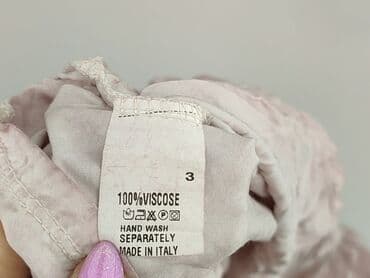 3
100%VISCOSE
HAND WASH
SEPARATELY
MADE IN ITALY